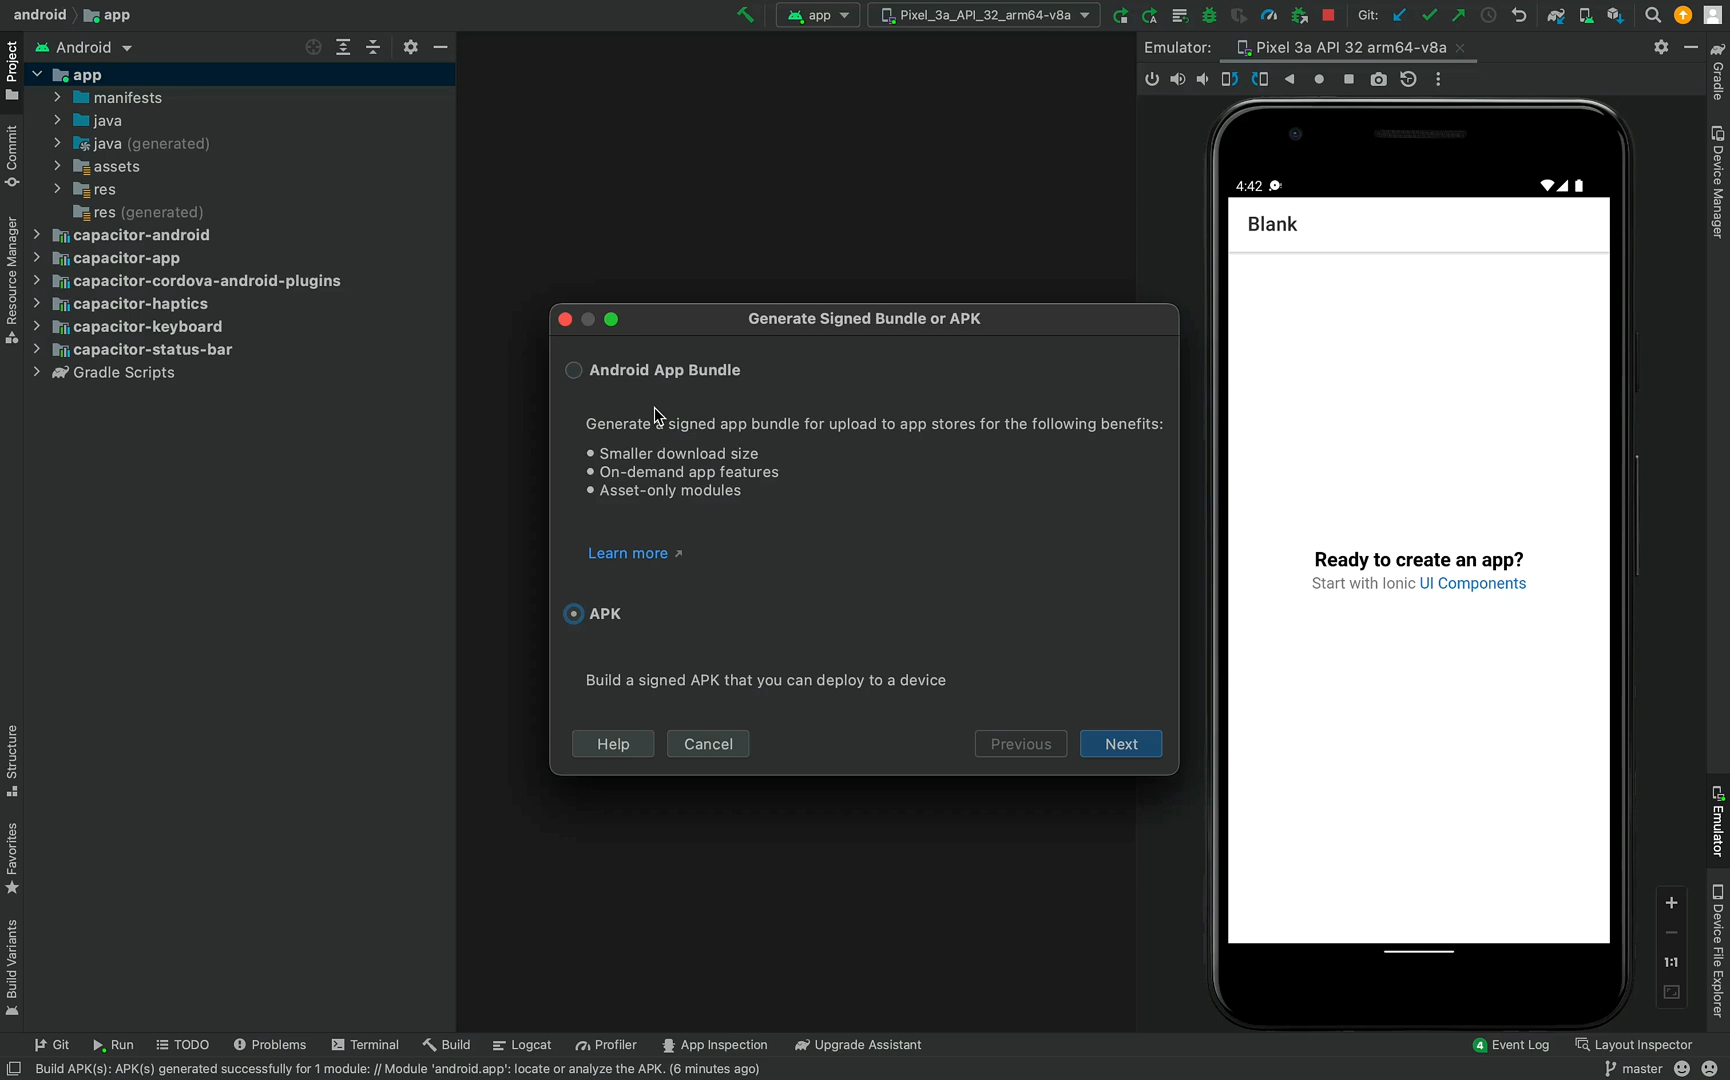 android
app
app
Pixel_3a_API_32_arm64-v8a
Git:
Project
Commit
Resource Manager
Structure
Favorites
Build Variants
Android
app
manifests
java
java (generated)
assets
res
res (generated)
capacitor-android
capacitor-app
capacitor-cordova-android-plugins
capacitor-haptics
capacitor-keyboard
capacitor-status-bar
Gradle Scripts
Generate Signed Bundle or APK
Android App Bundle
Generate a signed app bundle for upload to app stores for the following benefits:
• Smaller download size
• On-demand app features
• Asset-only modules
Learn more ↗
APK
Build a signed APK that you can deploy to a device
Help
Cancel
Previous
Next
Emulator:
Pixel 3a API 32 arm64-v8a
4:42
Blank
Ready to create an app?
Start with Ionic UI Components
1:1
Gradle
Device Manager
Emulator
Device File Explorer
Git
Run
TODO
Problems
Terminal
Build
Logcat
Profiler
App Inspection
Upgrade Assistant
4 Event Log
Layout Inspector
Build APK(s): APK(s) generated successfully for 1 module: // Module 'android.app': locate or analyze the APK. (6 minutes ago)
master